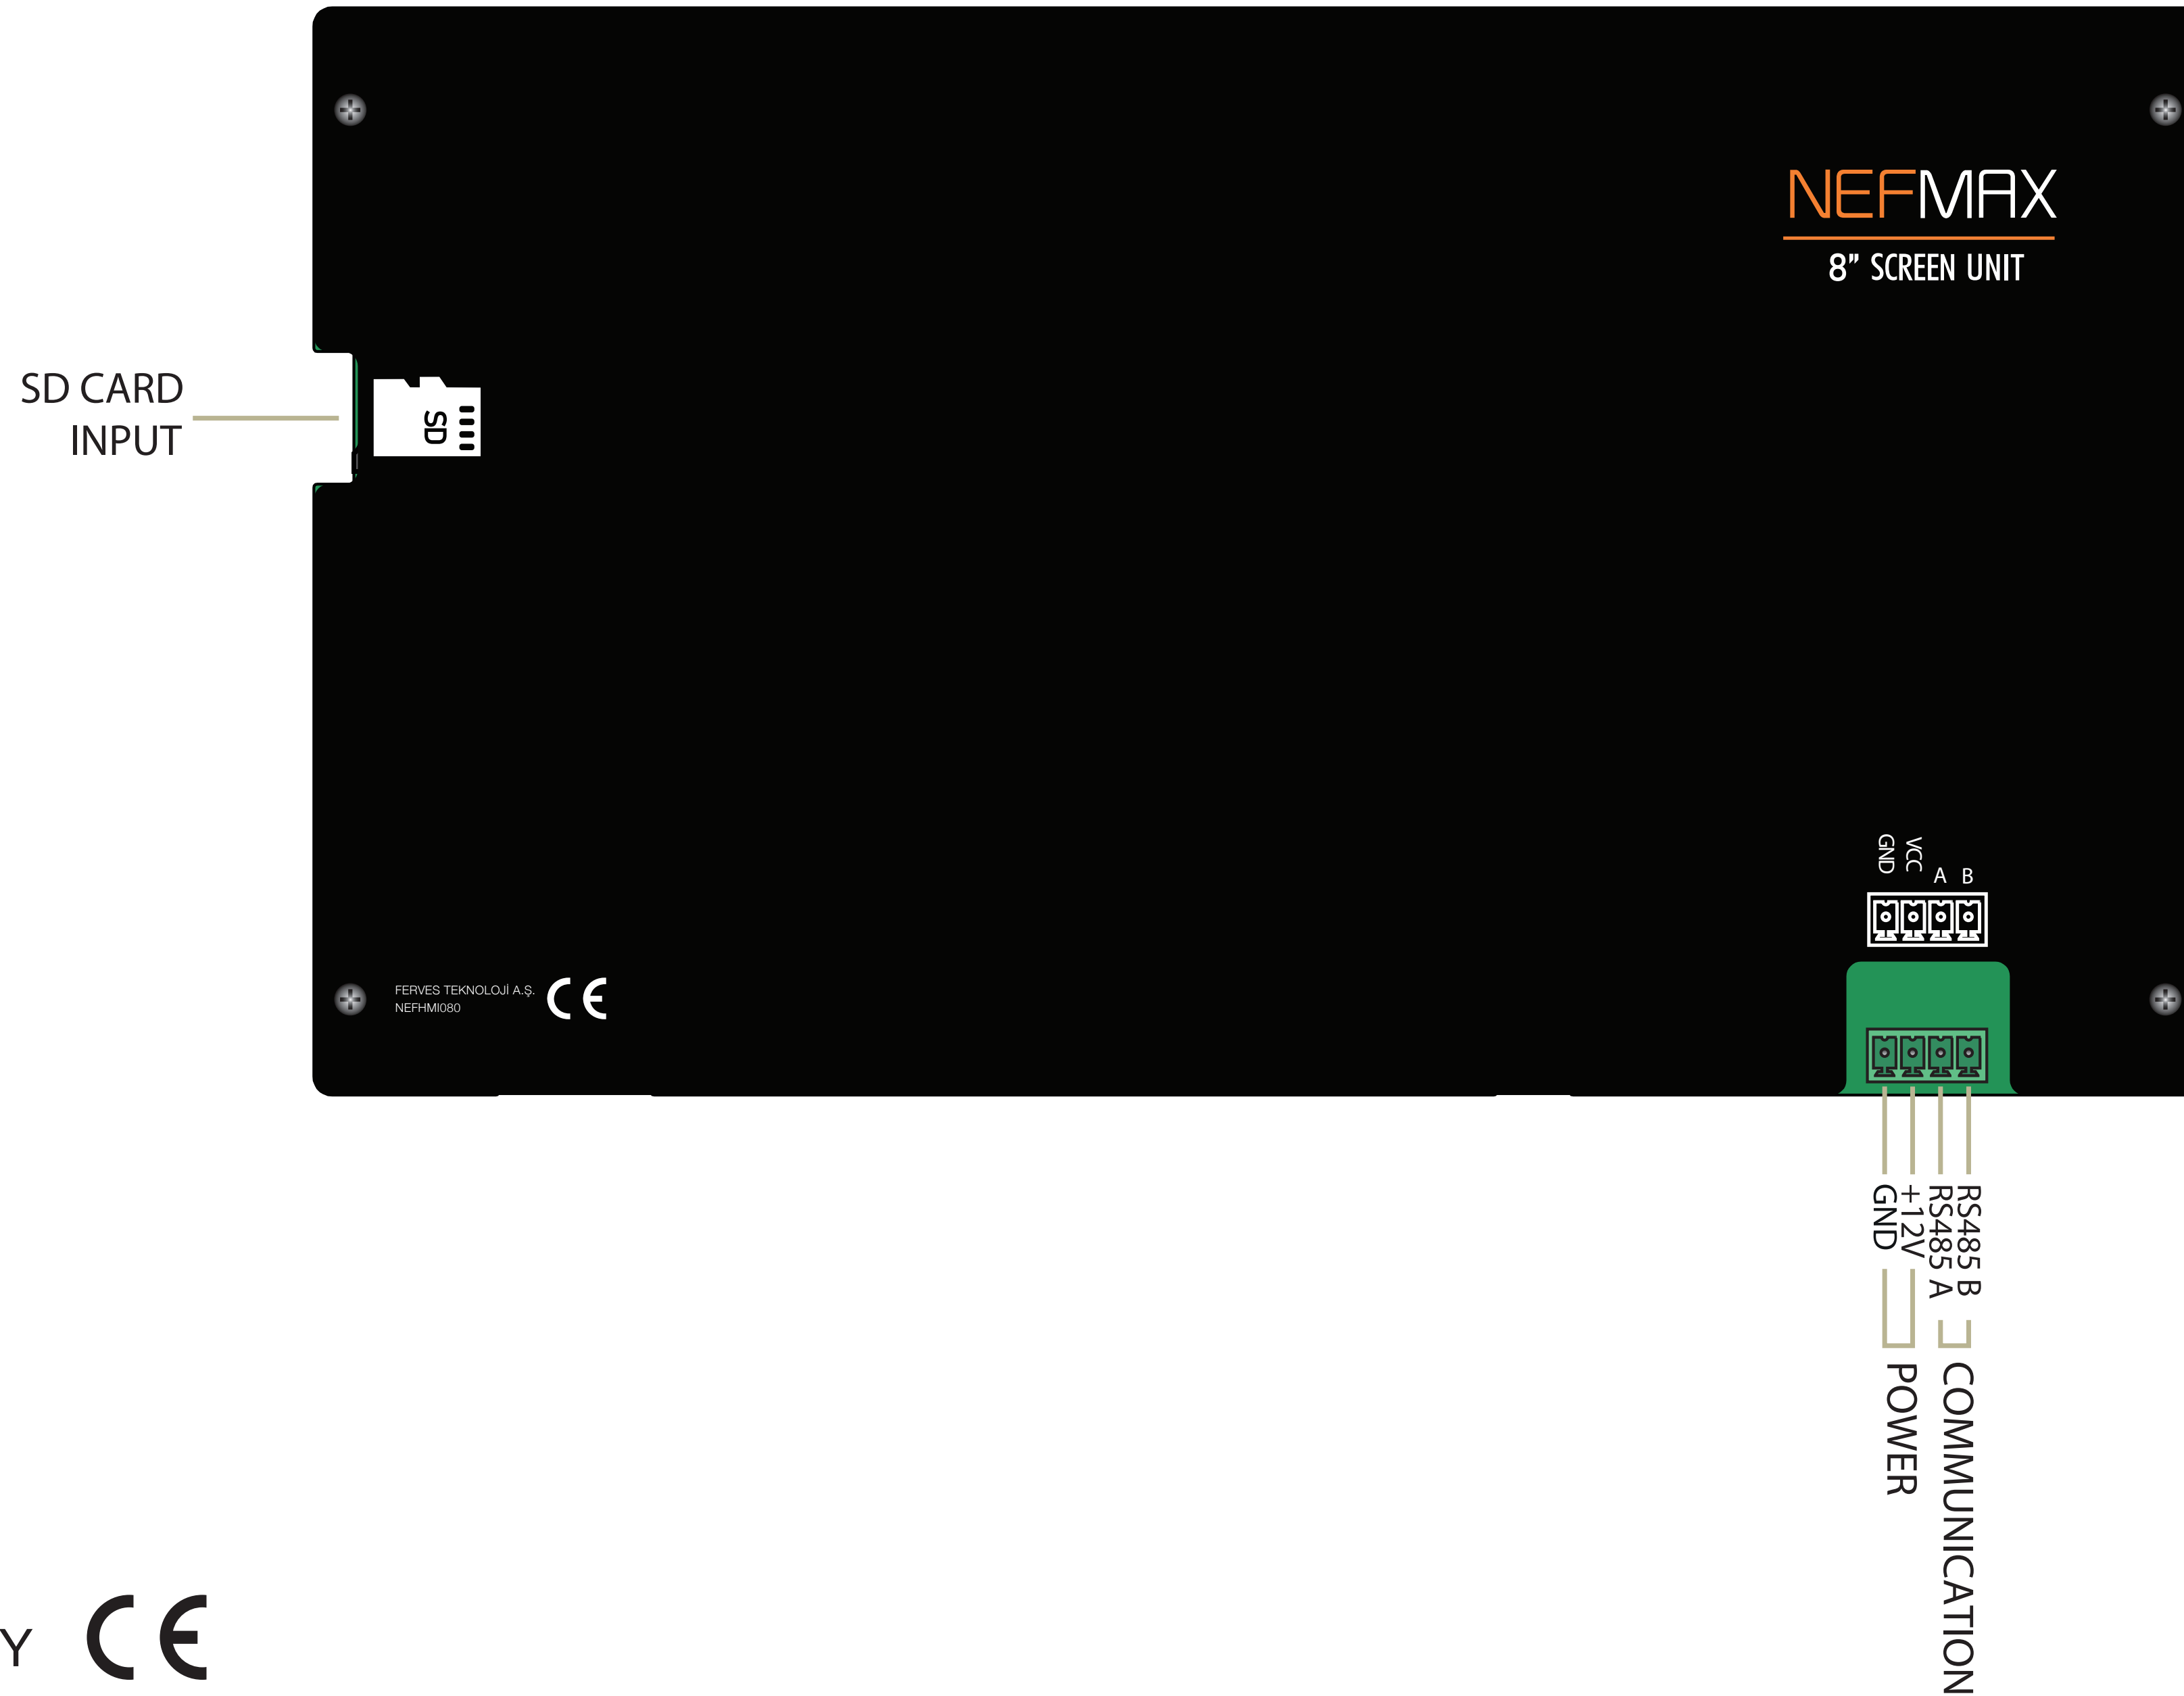 NEFMAX
8” SCREEN UNIT
SD CARD
INPUT
SD
GND
VCC
A
B
FERVES TEKNOLOJİ A.Ş.
NEFHMI080
CE
GND
+12V
RS485 A
RS485 B
POWER
COMMUNICATION
Y
CE